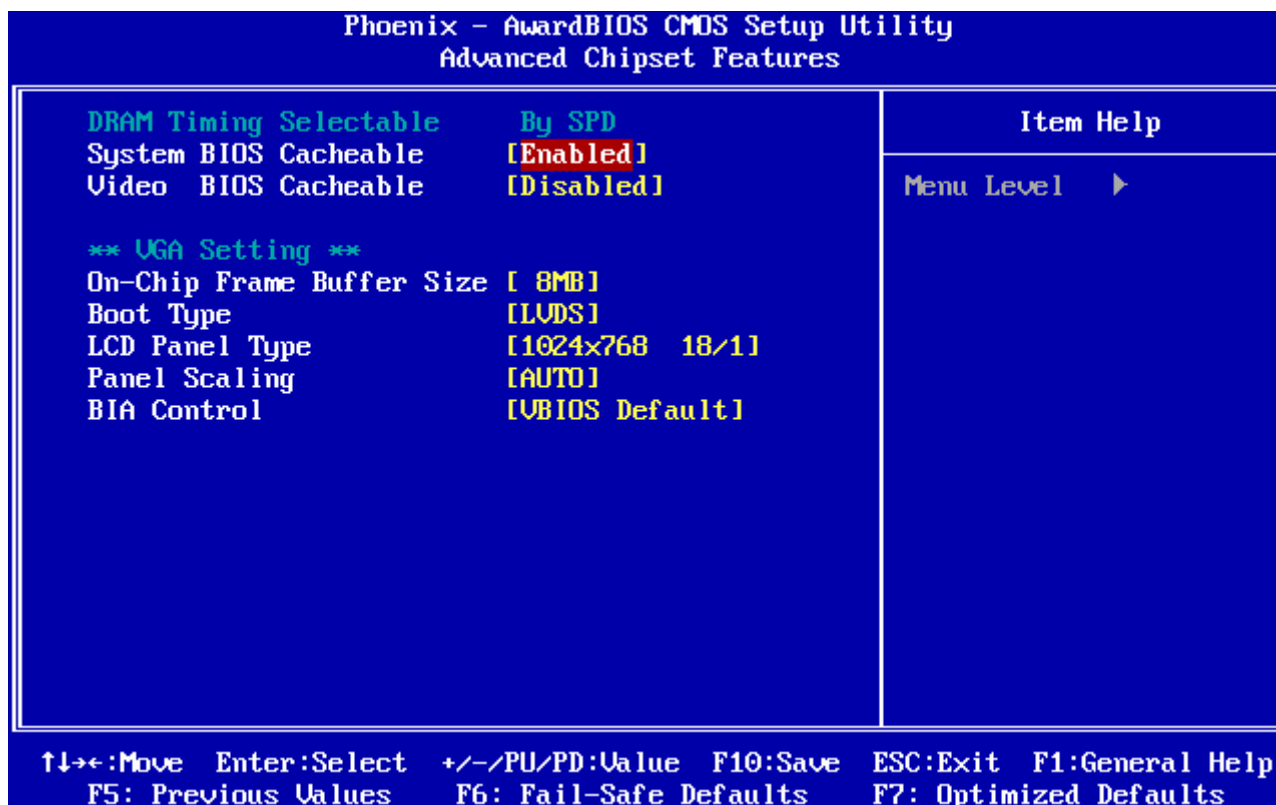 Phoenix - AwardBIOS CMOS Setup Utility
Advanced Chipset Features
DRAM Timing Selectable By SPD
System BIOS Cacheable [Enabled]
Video BIOS Cacheable [Disabled]
** VGA Setting **
On-Chip Frame Buffer Size [ 8MB]
Boot Type [LVDS]
LCD Panel Type [1024x768 18/1]
Panel Scaling [AUTO]
BIA Control [VBIOS Default]
Item Help
Menu Level ▶
↑↓→←:Move Enter:Select +/-/PU/PD:Value F10:Save ESC:Exit F1:General Help
F5: Previous Values F6: Fail-Safe Defaults F7: Optimized Defaults